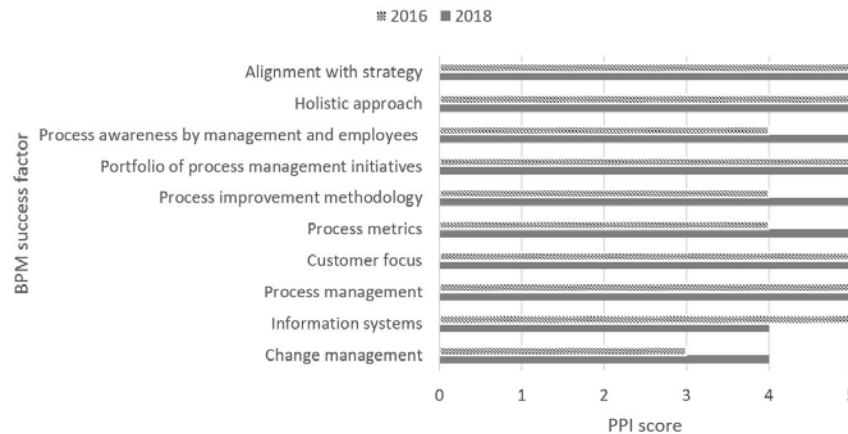 2016 2018
Alignment with strategy
Holistic approach
Process awareness by management and employees
Portfolio of process management initiatives
Process improvement methodology
Process metrics
Customer focus
Process management
Information systems
Change management
BPM success factor
0 1 2 3 4 5
PPI score